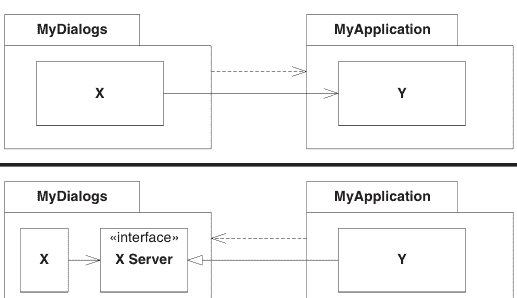 MyDialogs
MyApplication
X
Y
MyDialogs
MyApplication
«interface»
X
X Server
Y